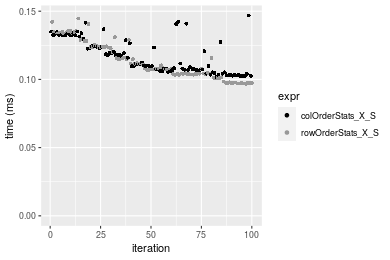 0.15
0.10
0.05
0.00
time (ms)
0 25 50 75 100
iteration
expr
colOrderStats_X_S
rowOrderStats_X_S